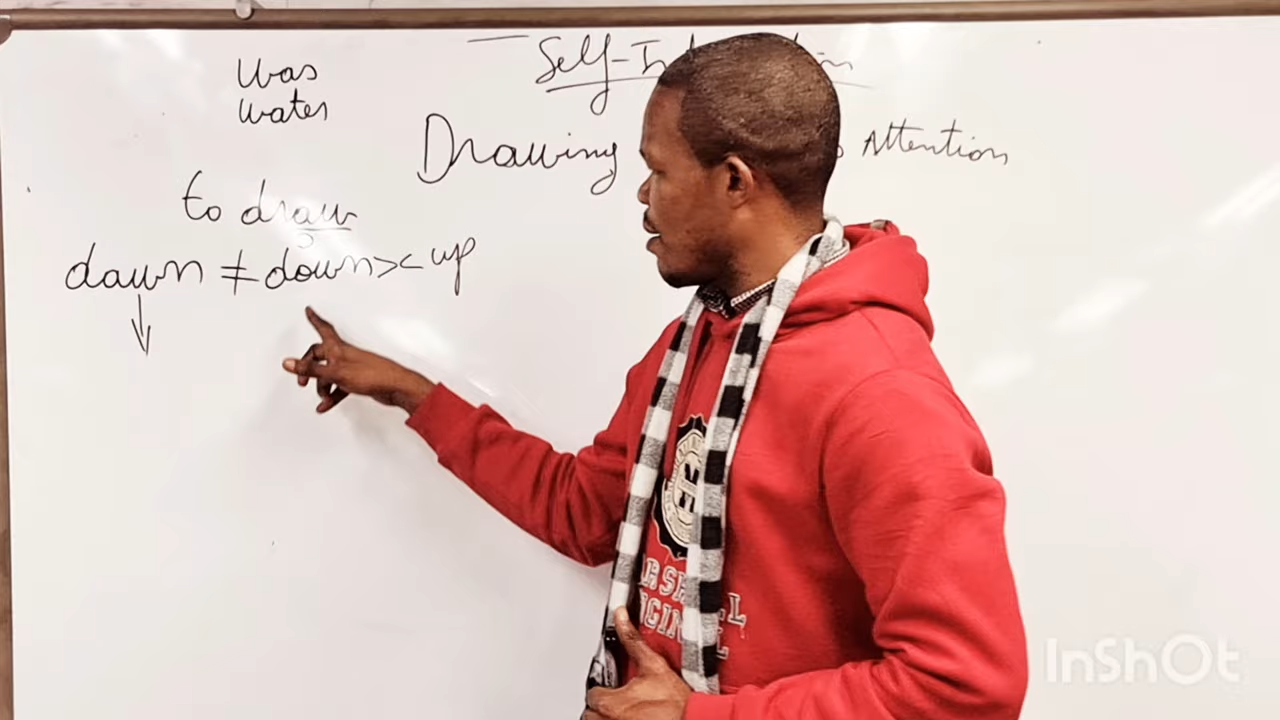 Was
Water
Self-
Drawing Attention
to draw
dawn ≠ down >< up
InShOt